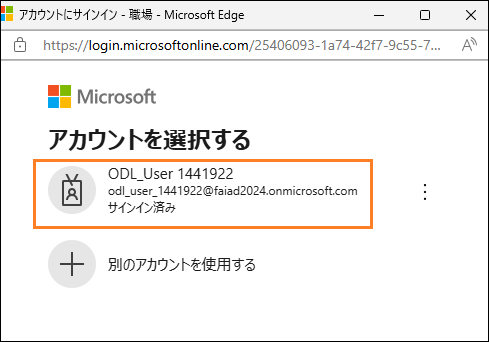 アカウントにサインイン - 職場 - Microsoft Edge
https://login.microsoftonline.com/25406093-1a74-42f7-9c55-7...
Microsoft
アカウントを選択する
ODL_User 1441922
odl_user_1441922@faiad2024.onmicrosoft.com
サインイン済み
別のアカウントを使用する